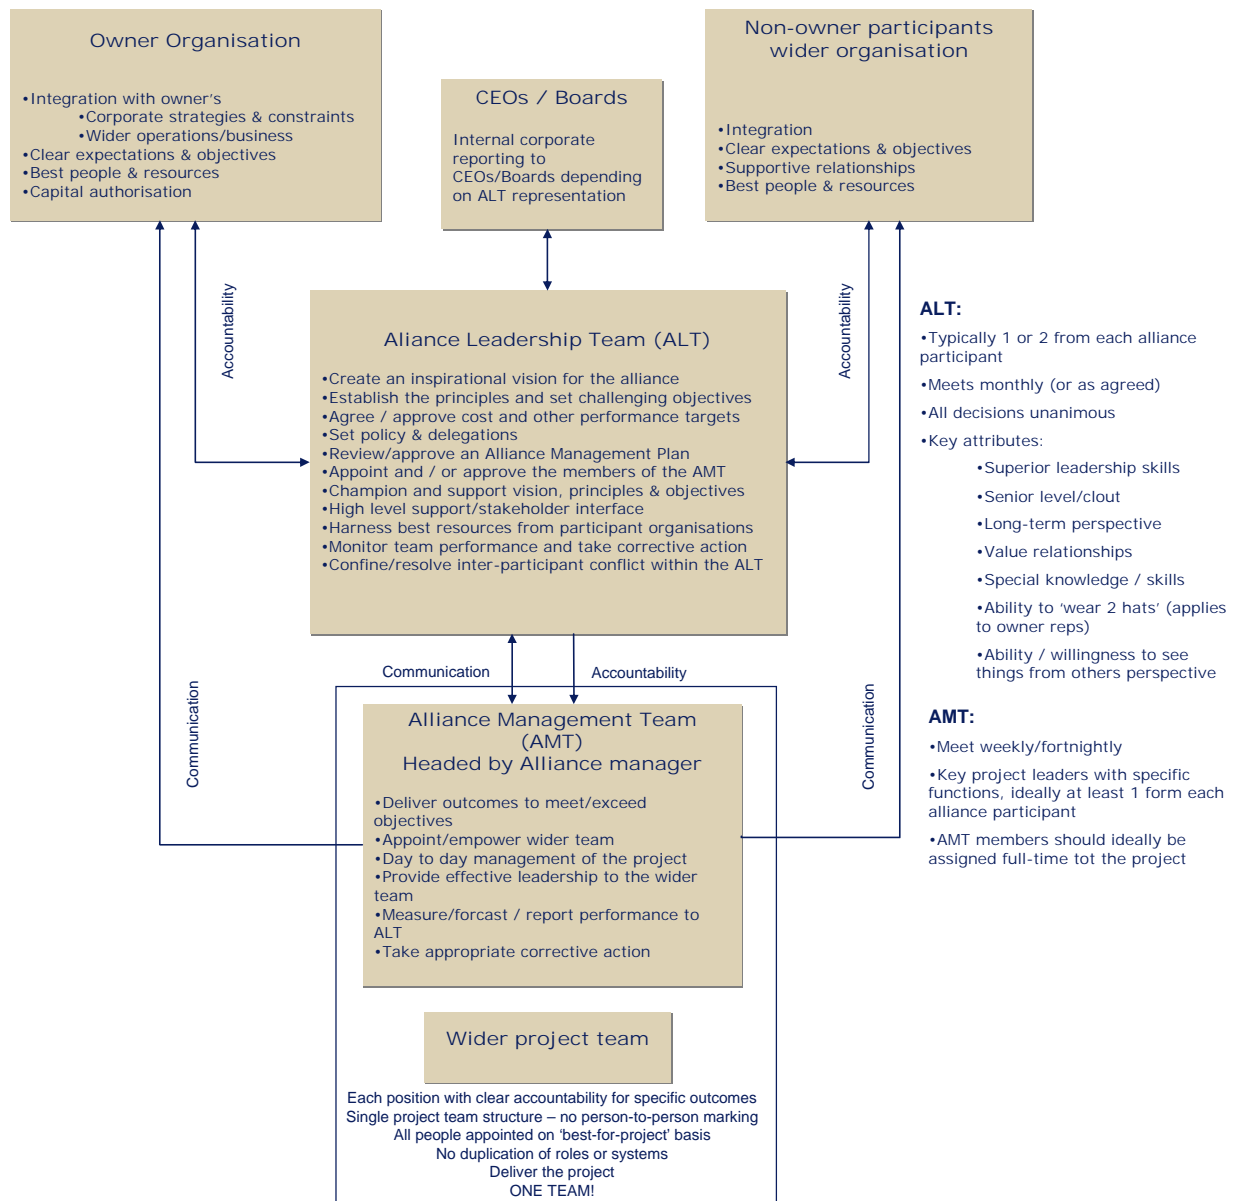 Owner Organisation
•Integration with owner's
•Corporate strategies & constraints
•Wider operations/business
•Clear expectations & objectives
•Best people & resources
•Capital authorisation
CEOs / Boards
Internal corporate
reporting to
CEOs/Boards depending
on ALT representation
Non-owner participants
wider organisation
•Integration
•Clear expectations & objectives
•Supportive relationships
•Best people & resources
Accountability
Accountability
Aliance Leadership Team (ALT)
•Create an inspirational vision for the alliance
•Establish the principles and set challenging objectives
•Agree / approve cost and other performance targets
•Set policy & delegations
•Review/approve an Alliance Management Plan
•Appoint and / or approve the members of the AMT
•Champion and support vision, principles & objectives
•High level support/stakeholder interface
•Harness best resources from participant organisations
•Monitor team performance and take corrective action
•Confine/resolve inter-participant conflict within the ALT
Communication
Accountability
Communication
Communication
Alliance Management Team
(AMT)
Headed by Alliance manager
•Deliver outcomes to meet/exceed
objectives
•Appoint/empower wider team
•Day to day management of the project
•Provide effective leadership to the wider
team
•Measure/forcast / report performance to
ALT
•Take appropriate corrective action
Wider project team
Each position with clear accountability for specific outcomes
Single project team structure – no person-to-person marking
All people appointed on ‘best-for-project’ basis
No duplication of roles or systems
Deliver the project
ONE TEAM!
ALT:
•Typically 1 or 2 from each alliance
participant
•Meets monthly (or as agreed)
•All decisions unanimous
•Key attributes:
•Superior leadership skills
•Senior level/clout
•Long-term perspective
•Value relationships
•Special knowledge / skills
•Ability to ‘wear 2 hats’ (applies
to owner reps)
•Ability / willingness to see
things from others perspective
AMT:
•Meet weekly/fortnightly
•Key project leaders with specific
functions, ideally at least 1 form each
alliance participant
•AMT members should ideally be
assigned full-time tot the project